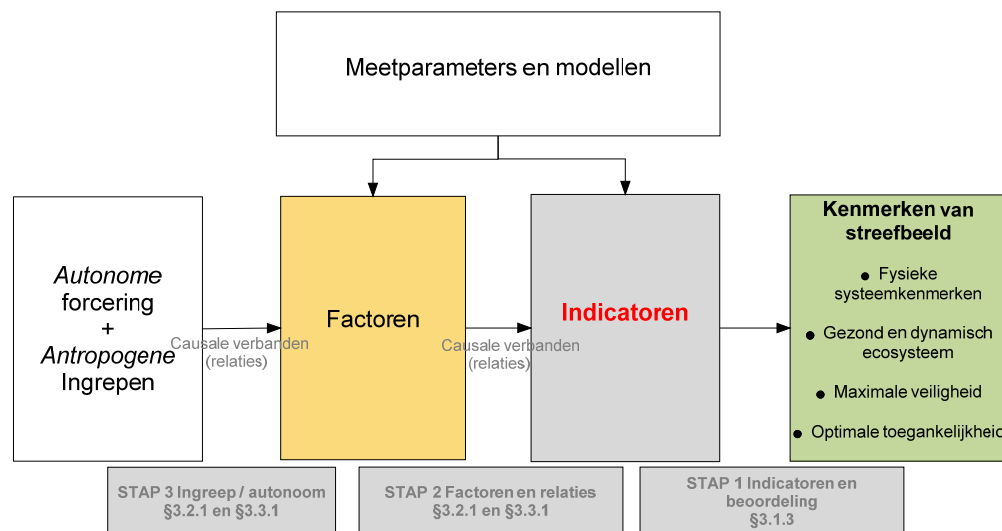 Meetparameters en modellen
Autonome
forcering
+
Antropogene
Ingrepen
Causale verbanden
(relaties)
Factoren
Causale verbanden
(relaties)
Indicatoren
Kenmerken van
streefbeeld
● Fysieke
systeemkenmerken
● Gezond en dynamisch
ecosysteem
● Maximale veiligheid
● Optimale toegankelijkheid
STAP 3 Ingreep / autonoom
§3.2.1 en §3.3.1
STAP 2 Factoren en relaties
§3.2.1 en §3.3.1
STAP 1 Indicatoren en
beoordeling
§3.1.3